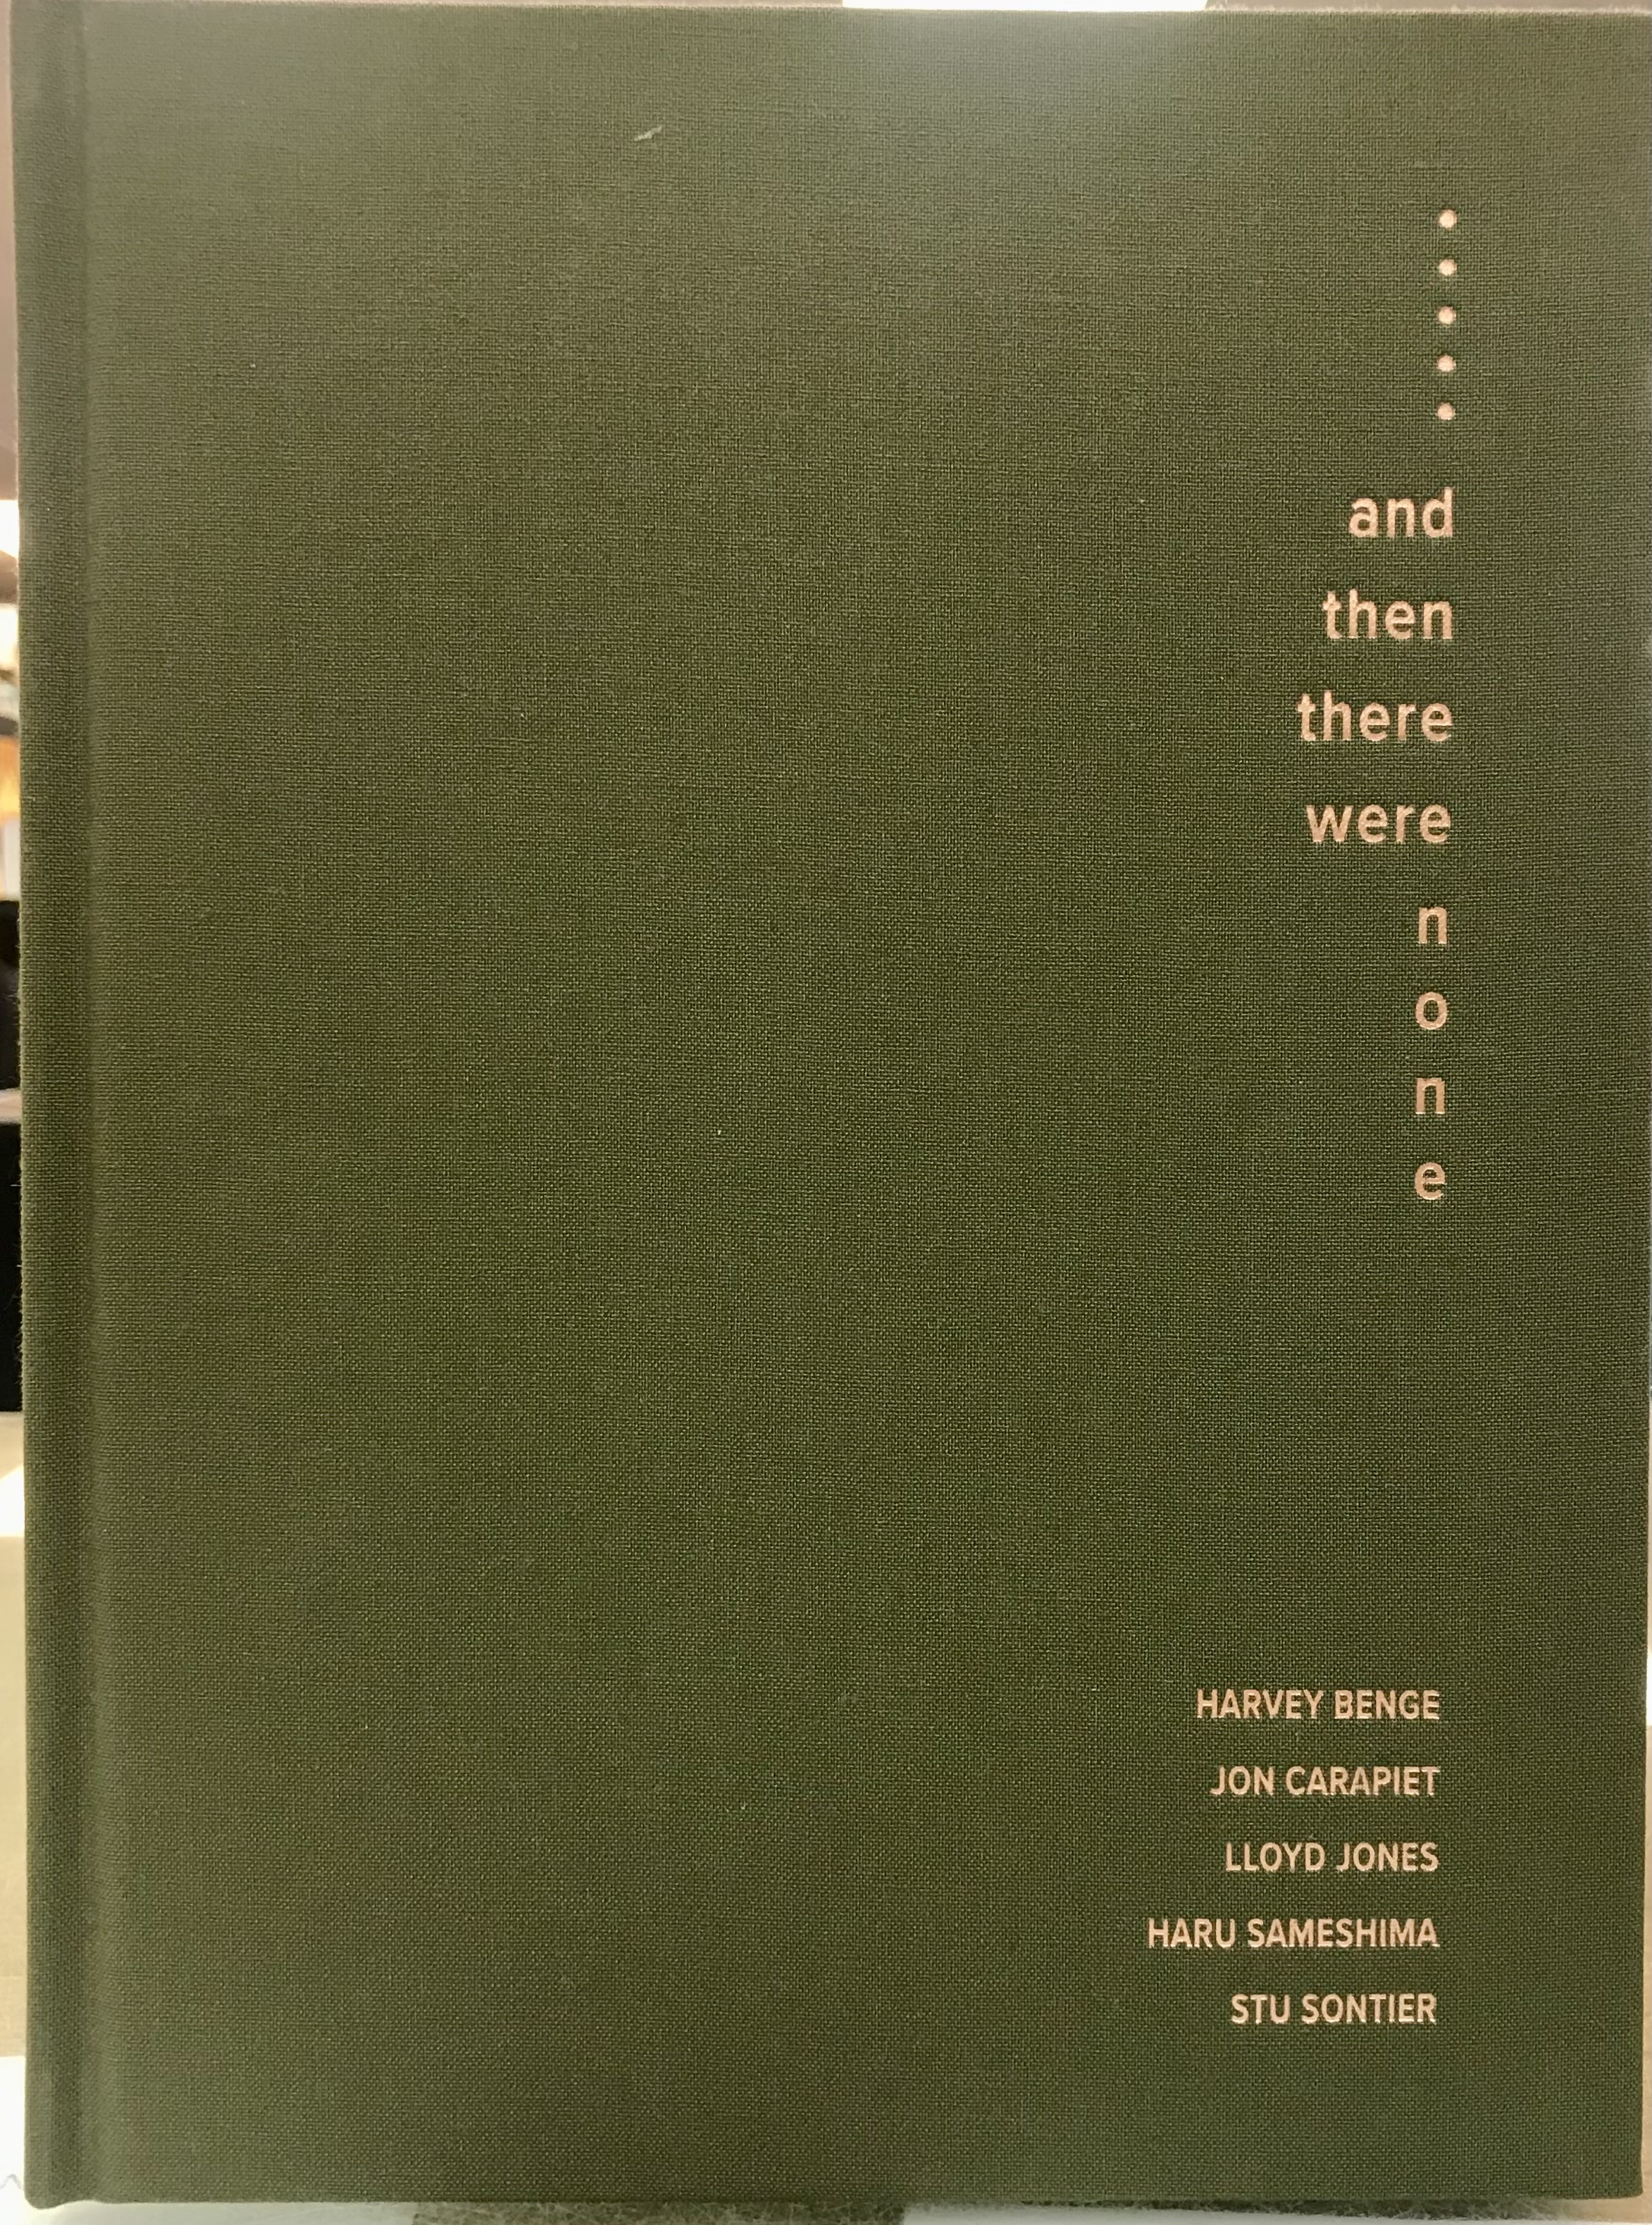 .
.
.
.
.
and
then
there
were
n
o
n
e
HARVEY BENGE
JON CARAPIET
LLOYD JONES
HARU SAMESHIMA
STU SONTIER